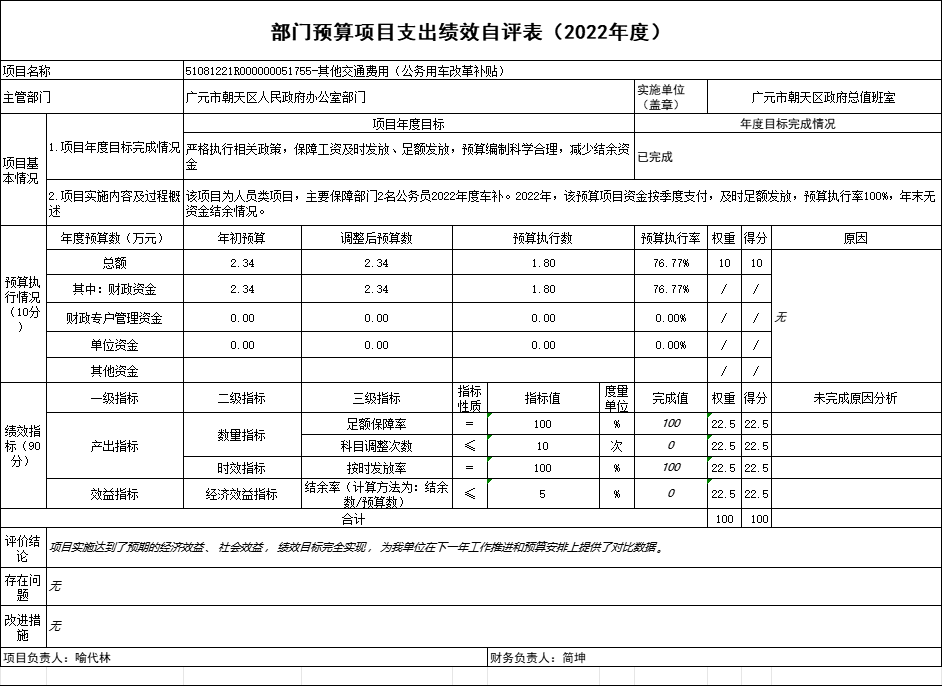 部门预算项目支出绩效自评表（2022年度）
项目名称 51081221R000000051755-其他交通费用（公务用车改革补贴）
主管部门 广元市朝天区人民政府办公室部门 实施单位（盖章） 广元市朝天区政府总值班室
项目基本情况 1.项目年度目标完成情况 项目年度目标 年度目标完成情况
严格执行相关政策，保障工资及时发放、足额发放，预算编制科学合理，减少结余资金 已完成
2.项目实施内容及过程概述 该项目为人员类项目，主要保障部门2名公务员2022年度车补。2022年，该预算项目资金按季度支付，及时足额发放，预算执行率100%，年末无资金结余情况。
预算执行情况（10分） 年度预算数（万元） 年初预算 调整后预算数 预算执行数 预算执行率 权重 得分 原因
总额 2.34 2.34 1.80 76.77% 10 10 无
其中：财政资金 2.34 2.34 1.80 76.77% / /
财政专户管理资金 0.00 0.00 0.00 0.00% / /
单位资金 0.00 0.00 0.00 0.00% / /
其他资金 / /
绩效指标（90分） 一级指标 二级指标 三级指标 指标性质 指标值 度量单位 完成值 权重 得分 未完成原因分析
产出指标 数量指标 足额保障率 ＝ 100 % 100 22.5 22.5
科目调整次数 ≤ 10 次 0 22.5 22.5
时效指标 按时发放率 ＝ 100 % 100 22.5 22.5
效益指标 经济效益指标 结余率（计算方法为：结余数/预算数） ≤ 5 % 0 22.5 22.5
合计 100 100
评价结论 项目实施达到了预期的经济效益、社会效益，绩效目标完全实现，为我单位在下一年工作推进和预算安排上提供了对比数据。
存在问题 无
改进措施 无
项目负责人：喻代林 财务负责人：简坤